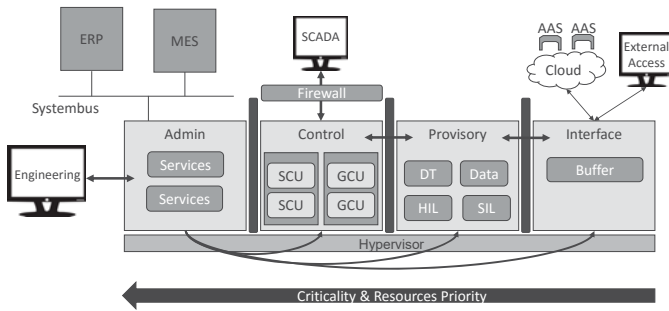 ERP
MES
SCADA
AAS AAS
Cloud
External
Access
Systembus
Firewall
Engineering
Admin
Services
Services
Control
SCU GCU
SCU GCU
Provisory
DT Data
HIL SIL
Interface
Buffer
Hypervisor
Criticality & Resources Priority